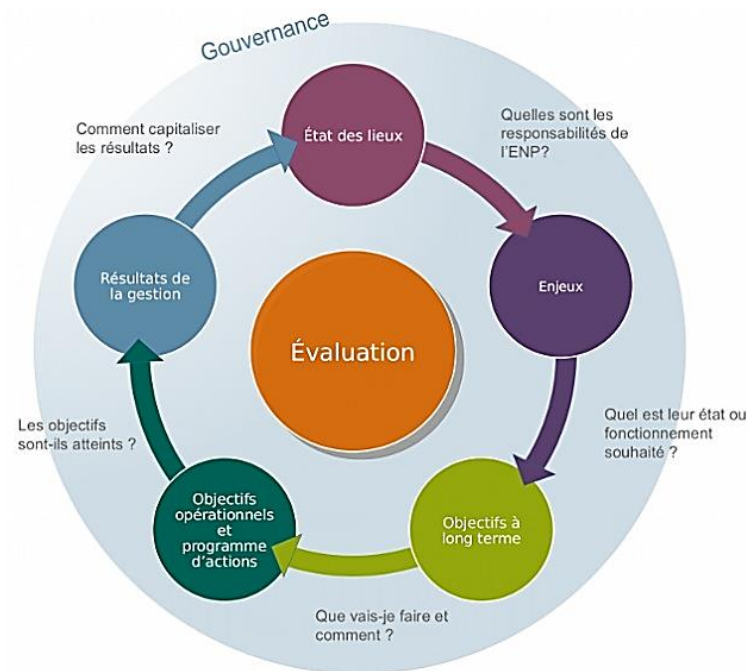 Gouvernance
État des lieux
Quelles sont les
responsabilités de
l'ENP?
Enjeux
Quel est leur état ou
fonctionnement
souhaité ?
Objectifs à
long terme
Que vais-je faire et
comment ?
Objectifs
opérationnels
et
programme
d'actions
Les objectifs
sont-ils atteints ?
Résultats de
la gestion
Comment capitaliser
les résultats ?
Évaluation